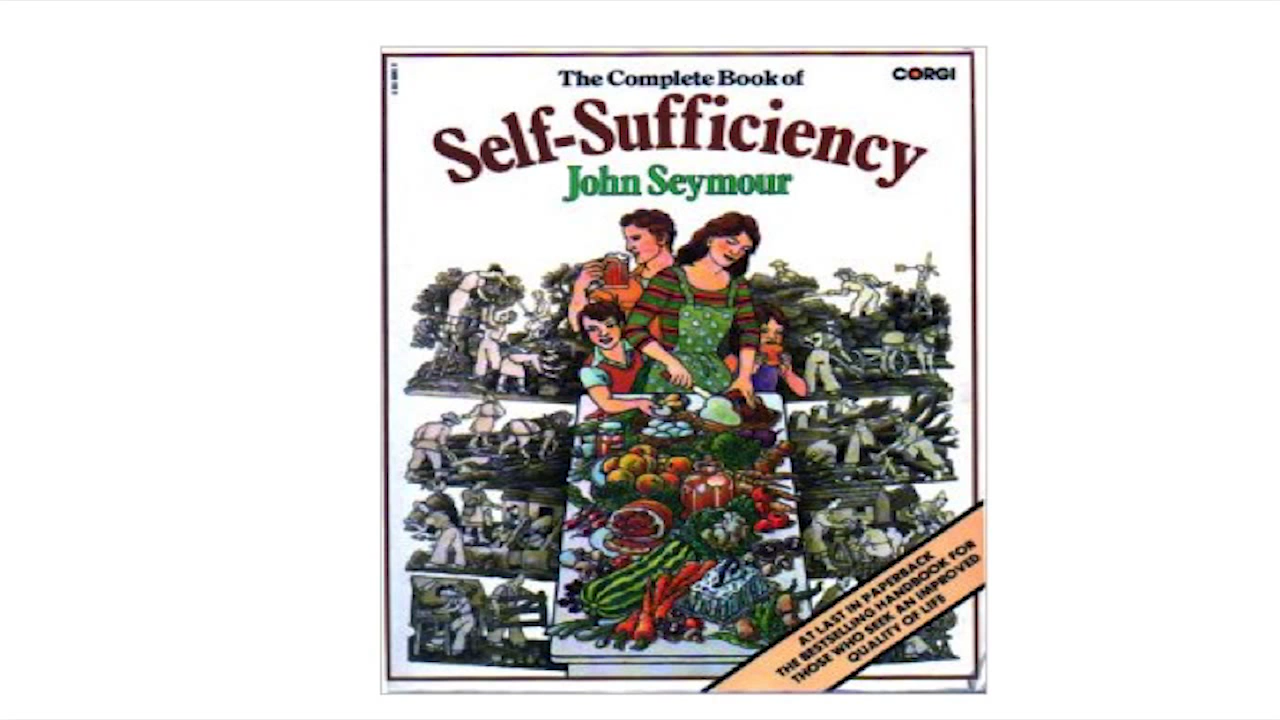 The Complete Book of
CORGI
Self-Sufficiency
John Seymour
AT LAST IN PAPERBACK
THE BESTSELLING HANDBOOK FOR
THOSE WHO SEEK AN IMPROVED
QUALITY OF LIFE